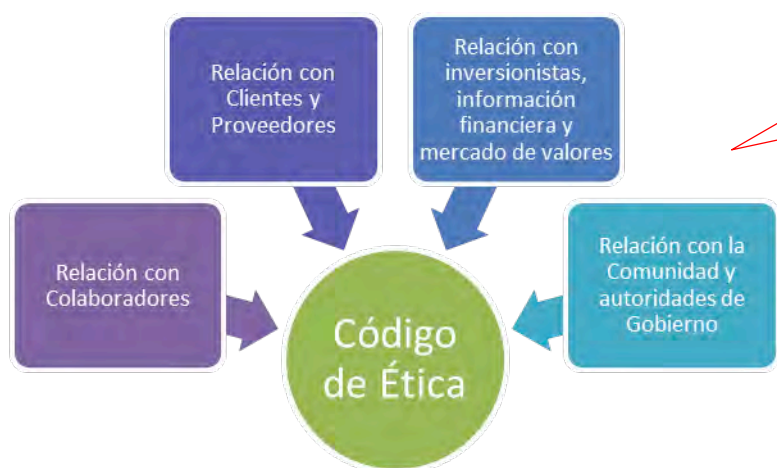 Relación con
Clientes y
Proveedores
Relación con
inversionistas,
información
financiera y
mercado de valores
Relación con
Colaboradores
Relación con la
Comunidad y
autoridades de
Gobierno
Código
de Ética